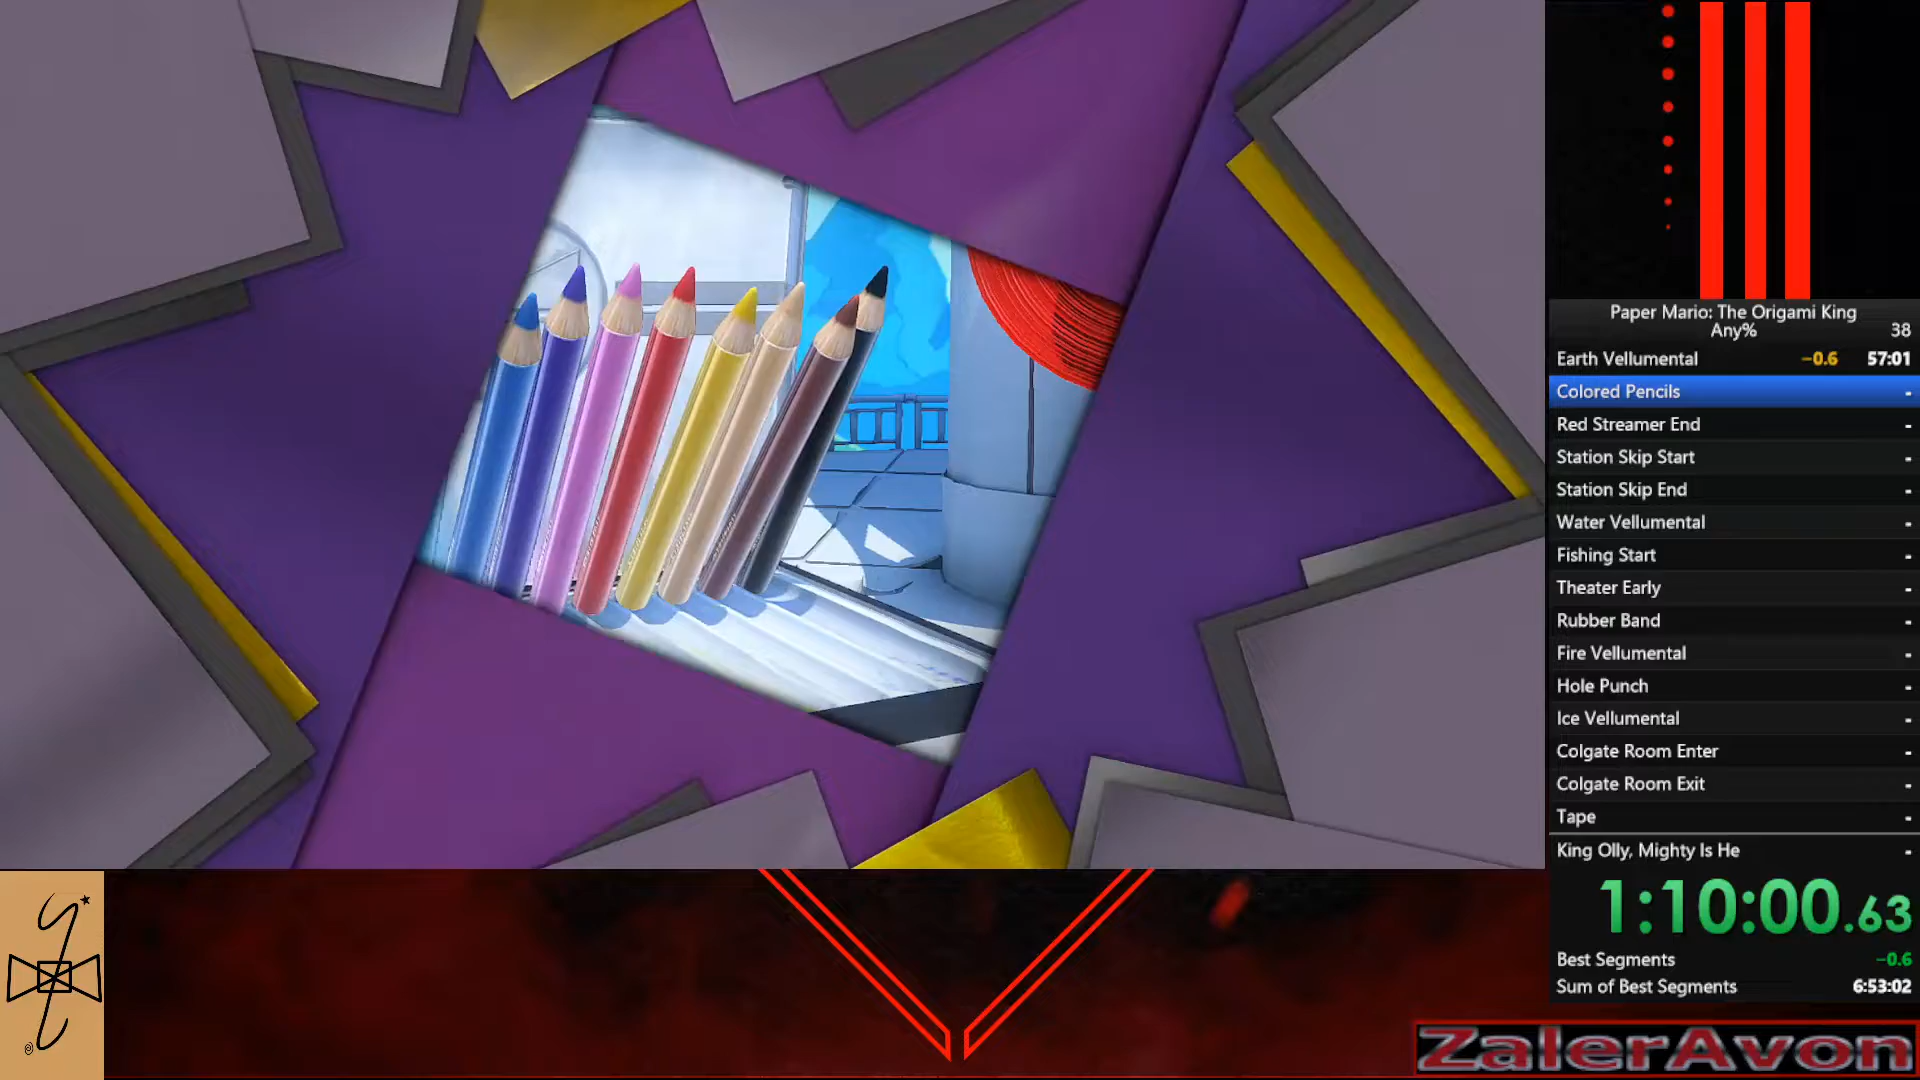 Paper Mario: The Origami King
Any% 38
Earth Vellumental −0.6 57:01
Colored Pencils -
Red Streamer End -
Station Skip Start -
Station Skip End -
Water Vellumental -
Fishing Start -
Theater Early -
Rubber Band -
Fire Vellumental -
Hole Punch -
Ice Vellumental -
Colgate Room Enter -
Colgate Room Exit -
Tape -
King Olly, Mighty Is He -
1:10:00.63
Best Segments −0.6
Sum of Best Segments 6:53:02
ZalerAvon